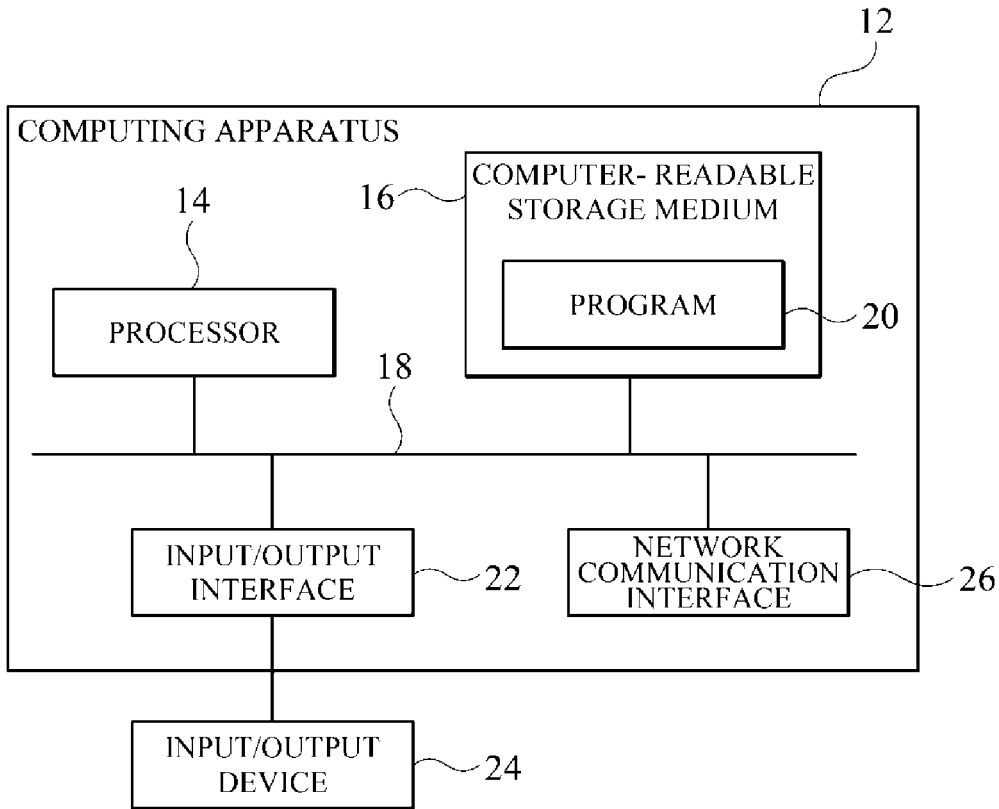 12
COMPUTING APPARATUS
14
16
COMPUTER- READABLE
STORAGE MEDIUM
PROCESSOR
PROGRAM
20
18
INPUT/OUTPUT
INTERFACE
22
NETWORK
COMMUNICATION
INTERFACE
26
INPUT/OUTPUT
DEVICE
24